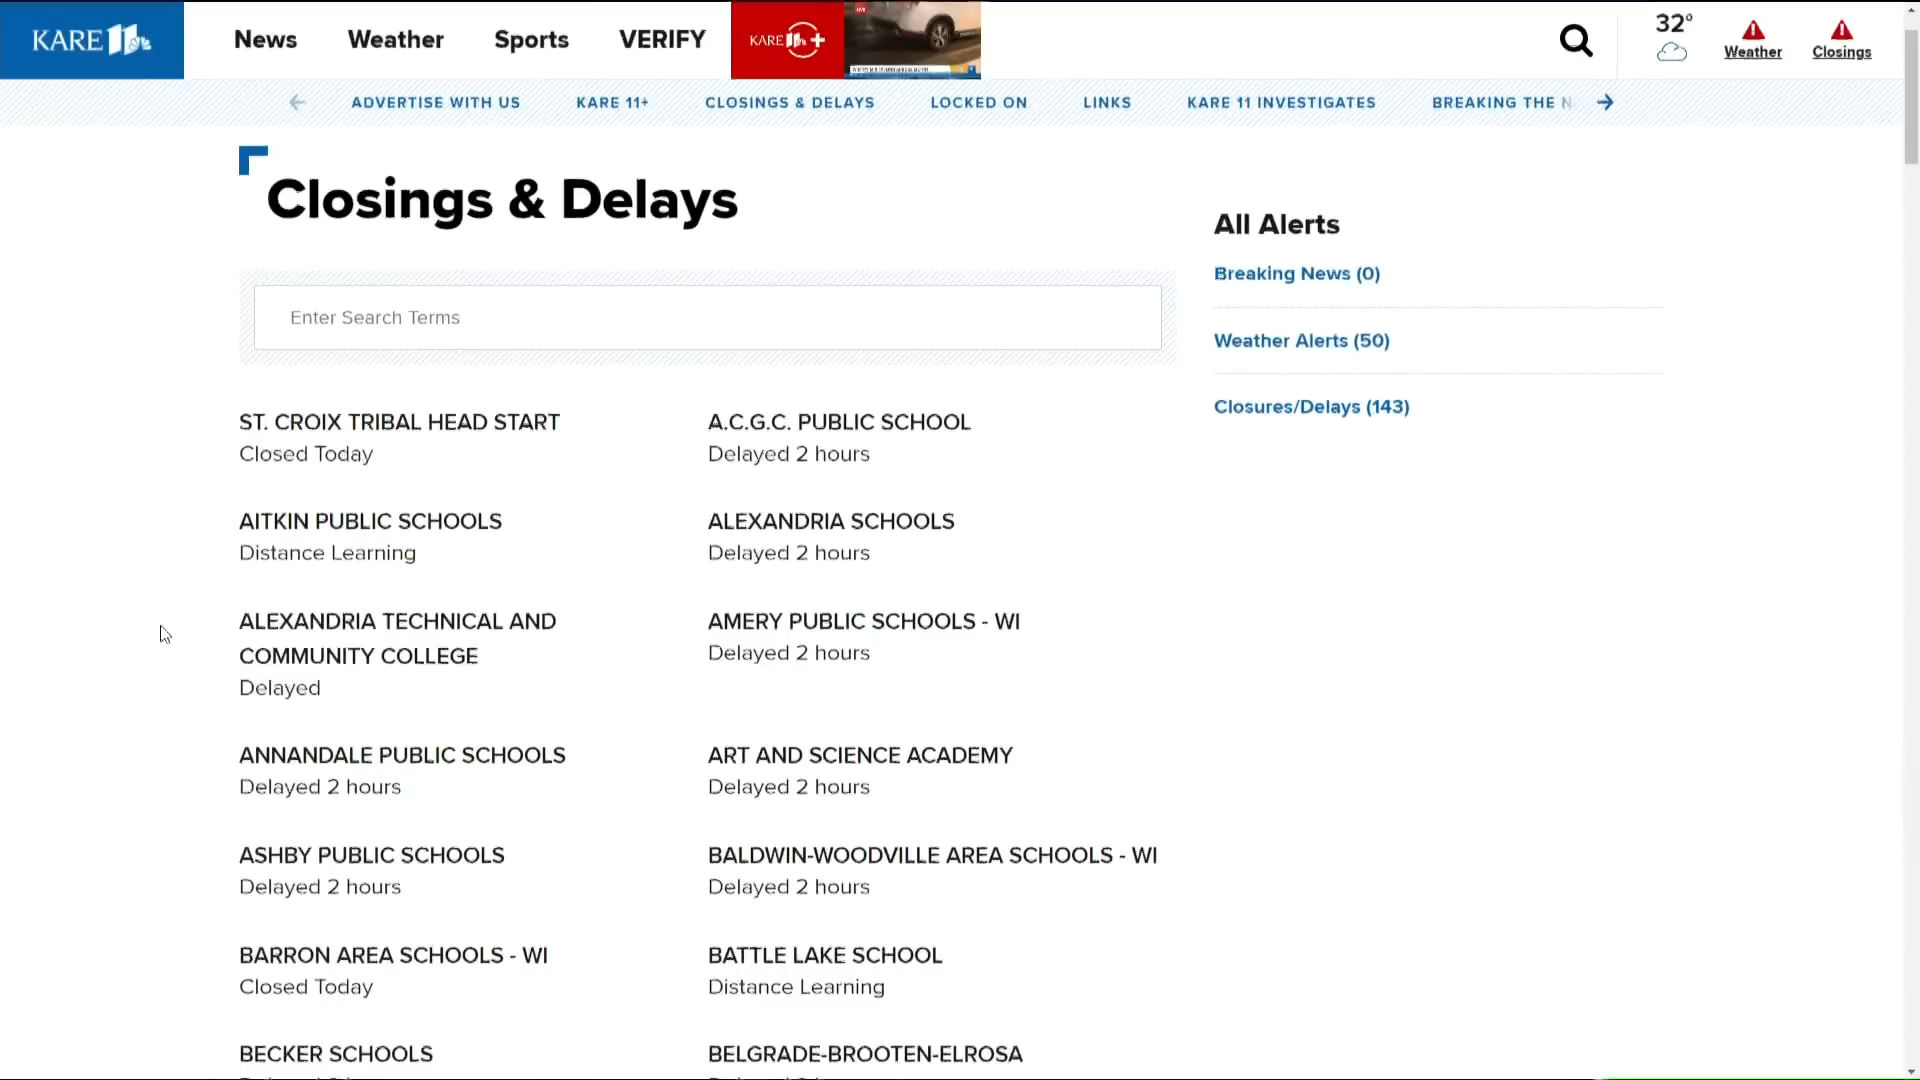 KARE 11
News
Weather
Sports
VERIFY
KARE 11+
LIVE
32°
Weather
Closings
ADVERTISE WITH US
KARE 11+
CLOSINGS & DELAYS
LOCKED ON
LINKS
KARE 11 INVESTIGATES
BREAKING THE N
Closings & Delays
Enter Search Terms
All Alerts
Breaking News (0)
Weather Alerts (50)
Closures/Delays (143)
ST. CROIX TRIBAL HEAD START
Closed Today
A.C.G.C. PUBLIC SCHOOL
Delayed 2 hours
AITKIN PUBLIC SCHOOLS
Distance Learning
ALEXANDRIA SCHOOLS
Delayed 2 hours
ALEXANDRIA TECHNICAL AND
COMMUNITY COLLEGE
Delayed
AMERY PUBLIC SCHOOLS - WI
Delayed 2 hours
ANNANDALE PUBLIC SCHOOLS
Delayed 2 hours
ART AND SCIENCE ACADEMY
Delayed 2 hours
ASHBY PUBLIC SCHOOLS
Delayed 2 hours
BALDWIN-WOODVILLE AREA SCHOOLS - WI
Delayed 2 hours
BARRON AREA SCHOOLS - WI
Closed Today
BATTLE LAKE SCHOOL
Distance Learning
BECKER SCHOOLS
BELGRADE-BROOTEN-ELROSA